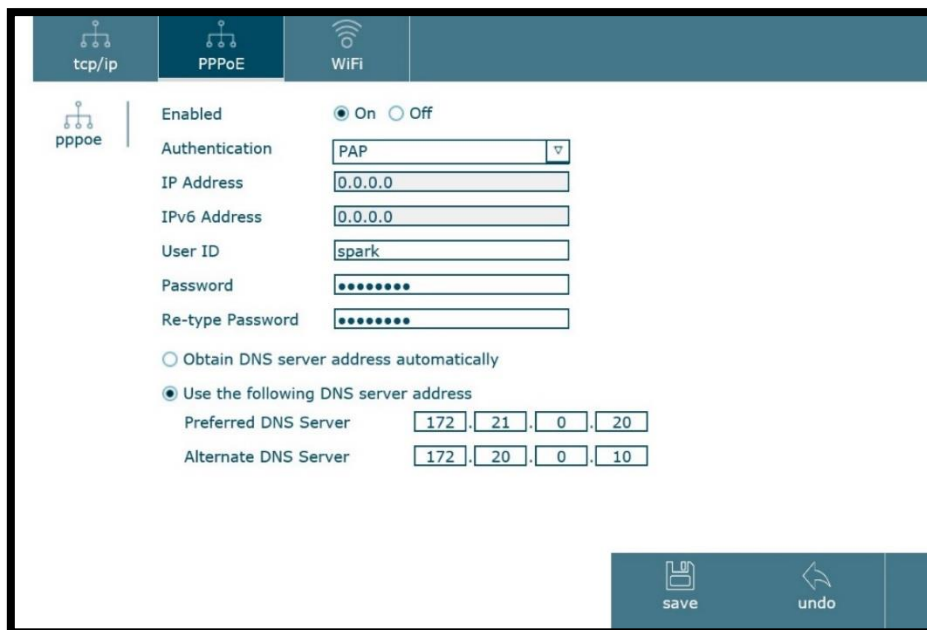 tcp/ip PPPoE WiFi
pppoe
Enabled On Off
Authentication PAP
IP Address 0.0.0.0
IPv6 Address 0.0.0.0
User ID spark
Password ●●●●●●●●
Re-type Password ●●●●●●●●
Obtain DNS server address automatically
Use the following DNS server address
Preferred DNS Server 172 . 21 . 0 . 20
Alternate DNS Server 172 . 20 . 0 . 10
save undo